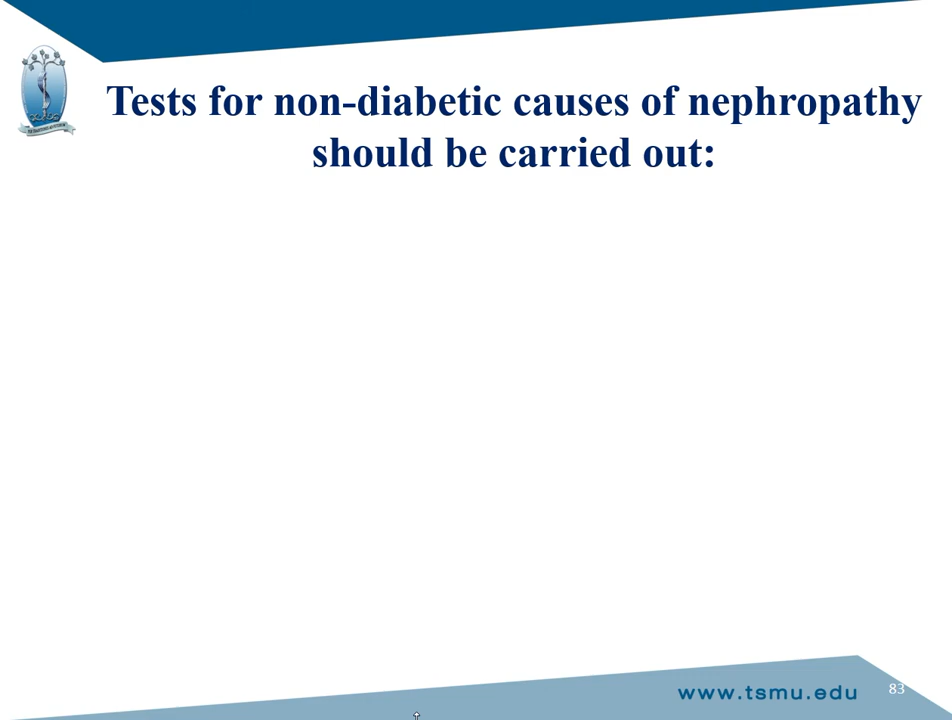 Tests for non-diabetic causes of nephropathy
should be carried out:
www.tsmu.edu
83